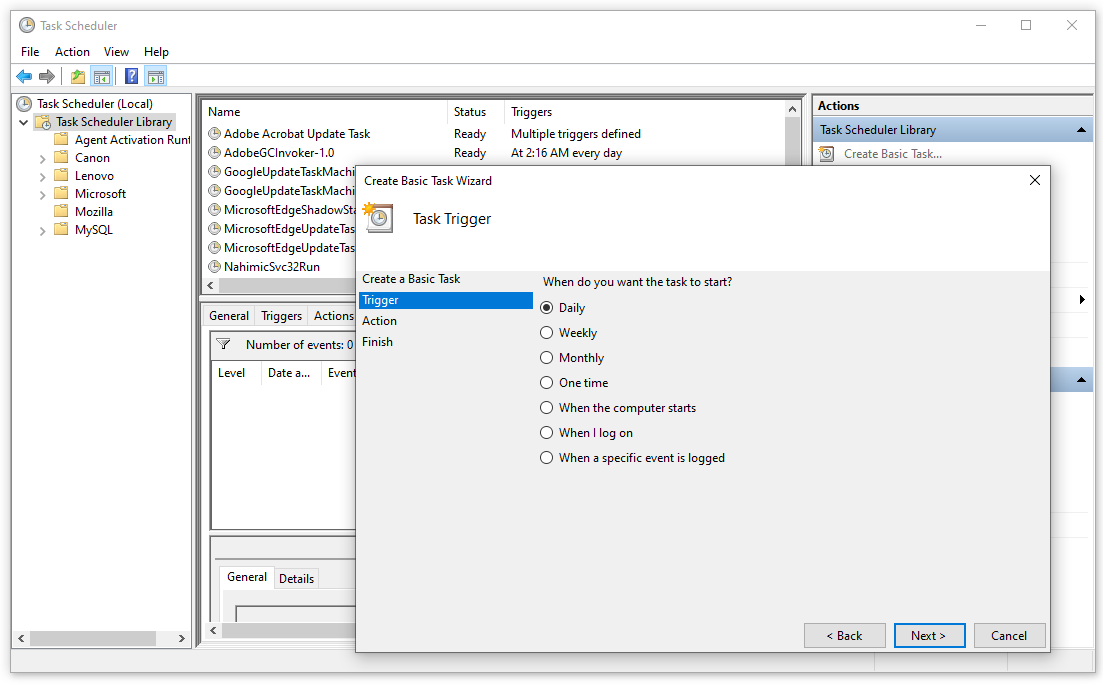 Task Scheduler
File Action View Help
Task Scheduler (Local)
Task Scheduler Library
Agent Activation Runt
Canon
Lenovo
Microsoft
Mozilla
MySQL
Name Status Triggers
Adobe Acrobat Update Task Ready Multiple triggers defined
AdobeGCInvoker-1.0 Ready At 2:16 AM every day
GoogleUpdateTaskMachi
GoogleUpdateTaskMachi
MicrosoftEdgeShadowSta
MicrosoftEdgeUpdateTas
MicrosoftEdgeUpdateTas
NahimicSvc32Run
General Triggers Actions
Number of events: 0
Level Date a... Event
General Details
Actions
Task Scheduler Library
Create Basic Task...
Create Basic Task Wizard
Task Trigger
Create a Basic Task
Trigger
Action
Finish
When do you want the task to start?
Daily
Weekly
Monthly
One time
When the computer starts
When I log on
When a specific event is logged
< Back Next > Cancel